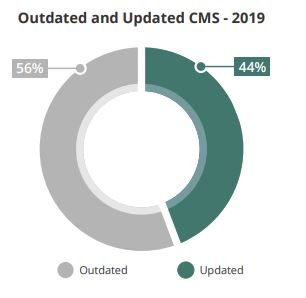 Outdated and Updated CMS - 2019
56%
44%
Outdated
Updated